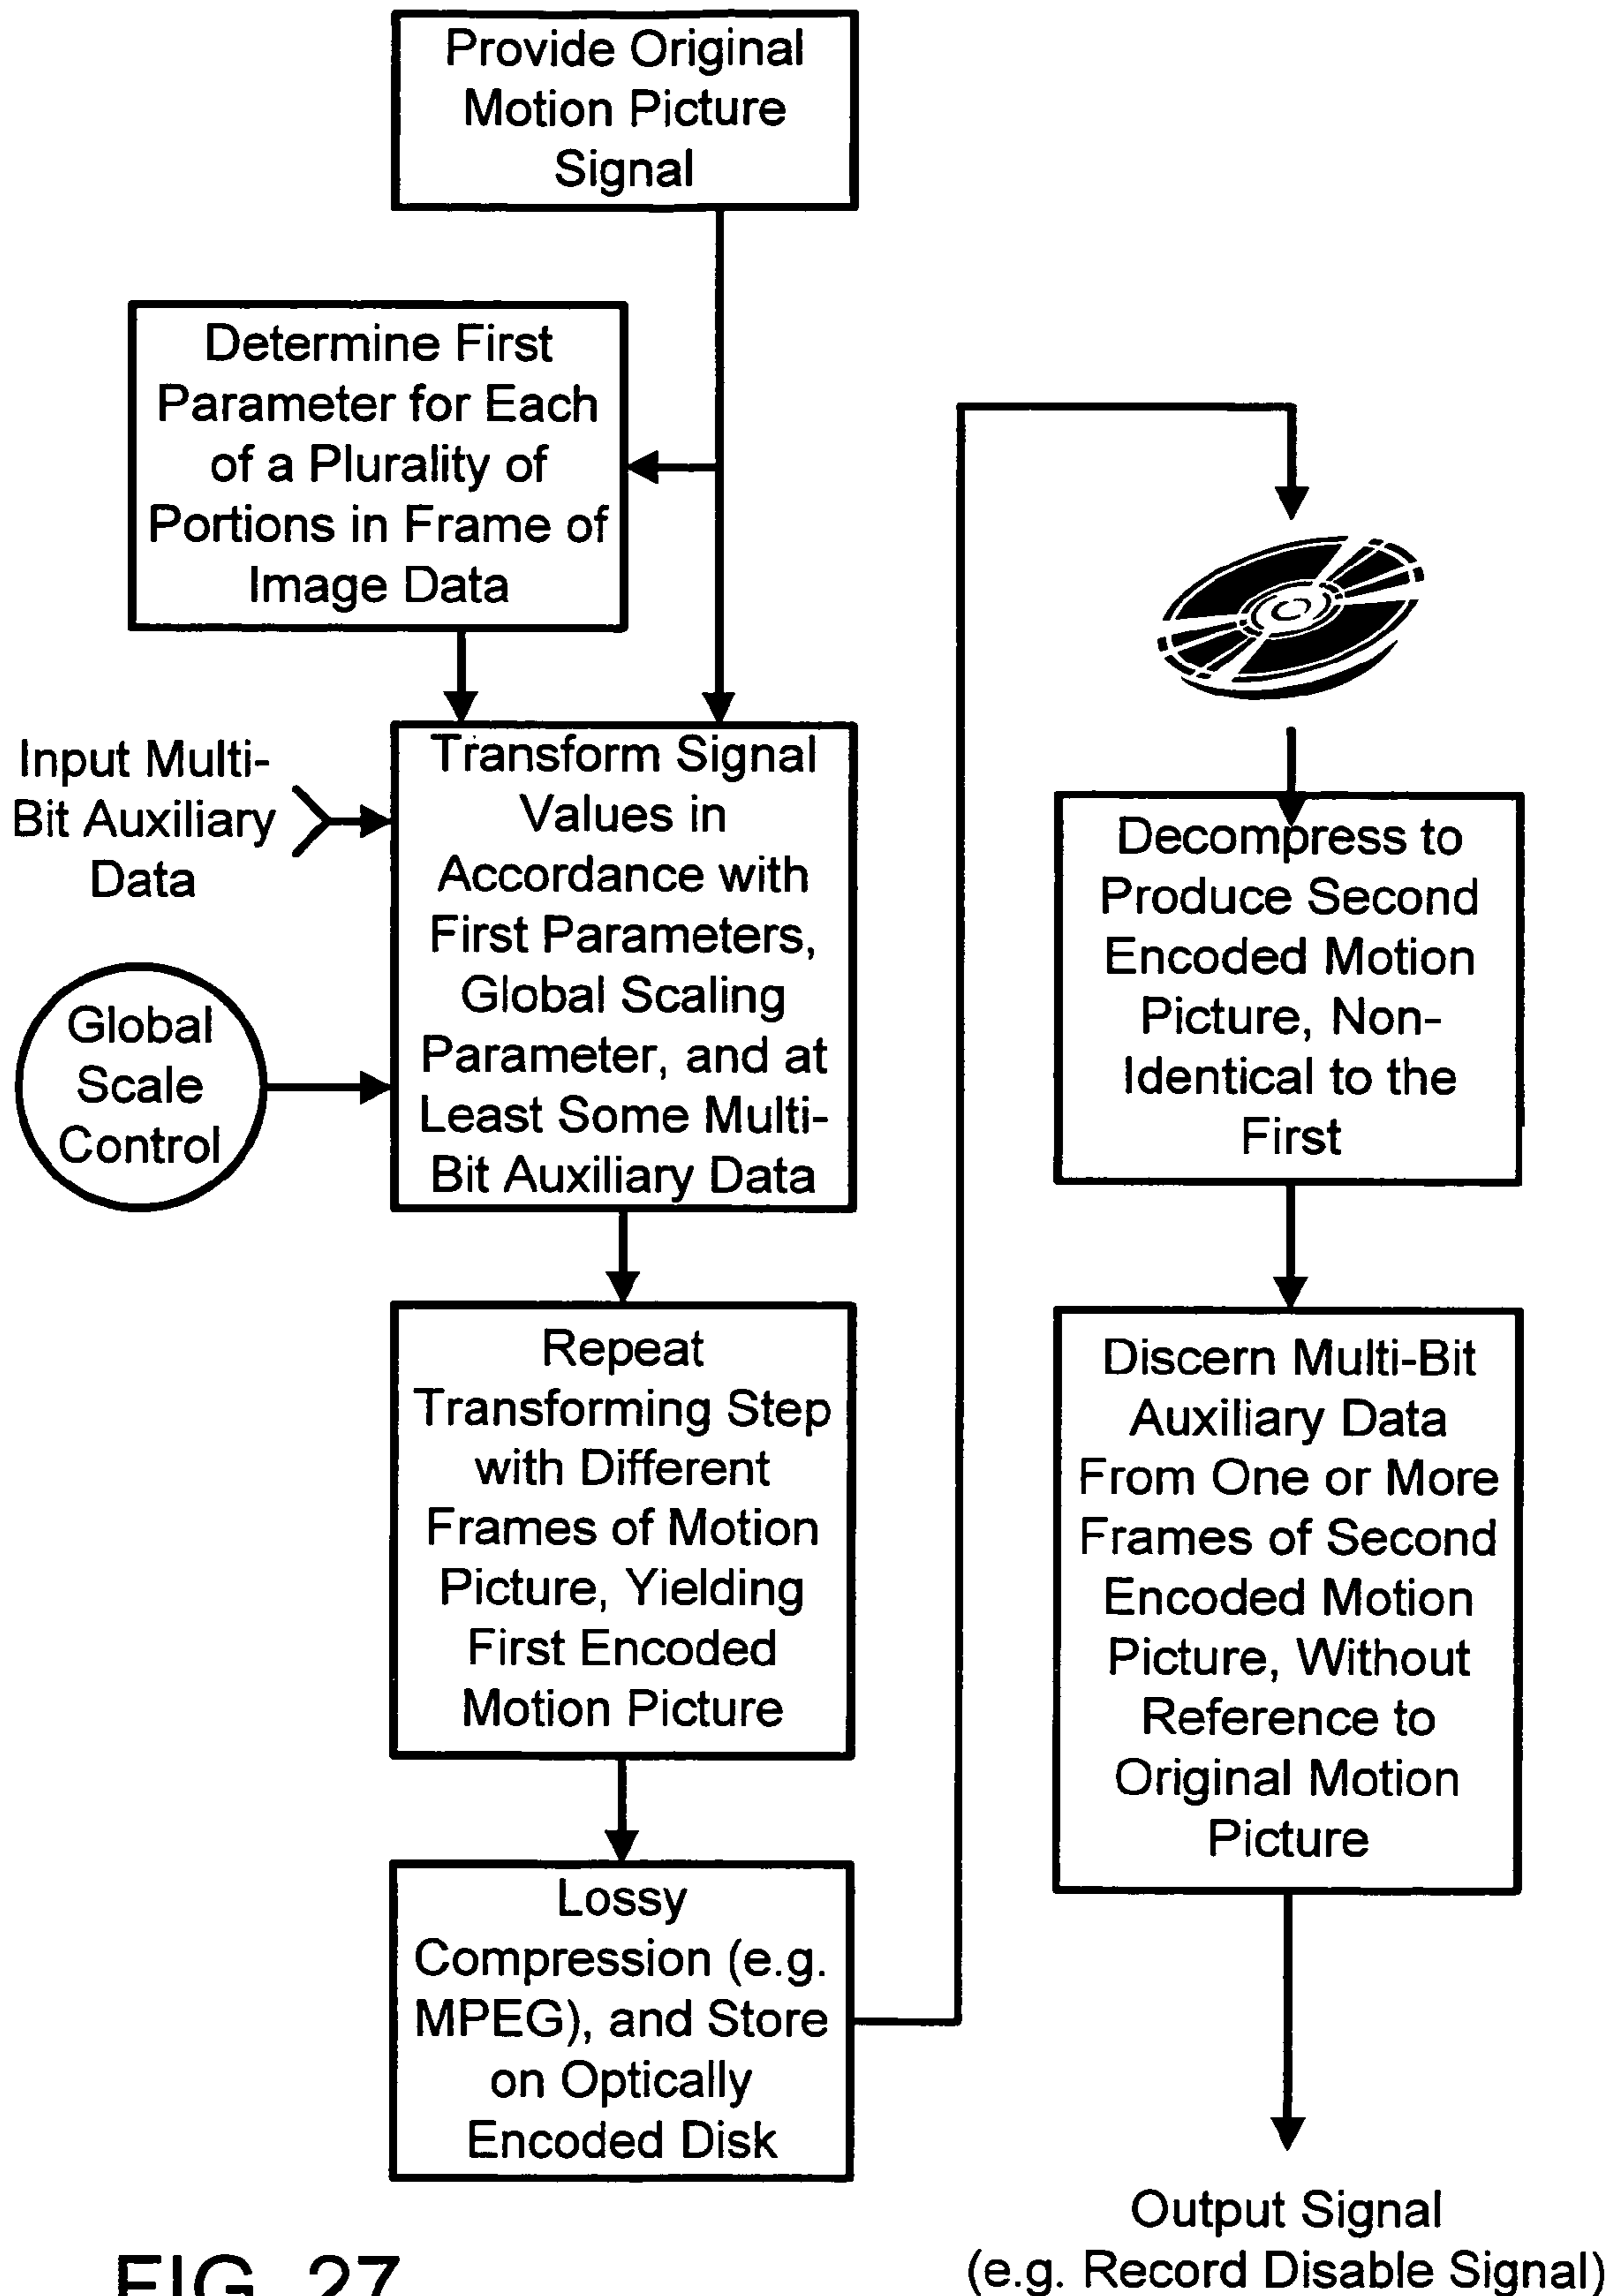 Provide Original
Motion Picture
Signal
Determine First
Parameter for Each
of a Plurality of
Portions in Frame of
Image Data
Input Multi-
Bit Auxiliary
Data
Global
Scale
Control
Transform Signal
Values in
Accordance with
First Parameters,
Global Scaling
Parameter, and at
Least Some Multi-
Bit Auxiliary Data
Repeat
Transforming Step
with Different
Frames of Motion
Picture, Yielding
First Encoded
Motion Picture
Lossy
Compression (e.g.
MPEG), and Store
on Optically
Encoded Disk
Decompress to
Produce Second
Encoded Motion
Picture, Non-
Identical to the
First
Discern Multi-Bit
Auxiliary Data
From One or More
Frames of Second
Encoded Motion
Picture, Without
Reference to
Original Motion
Picture
Output Signal
(e.g. Record Disable Signal)
FIG. 27